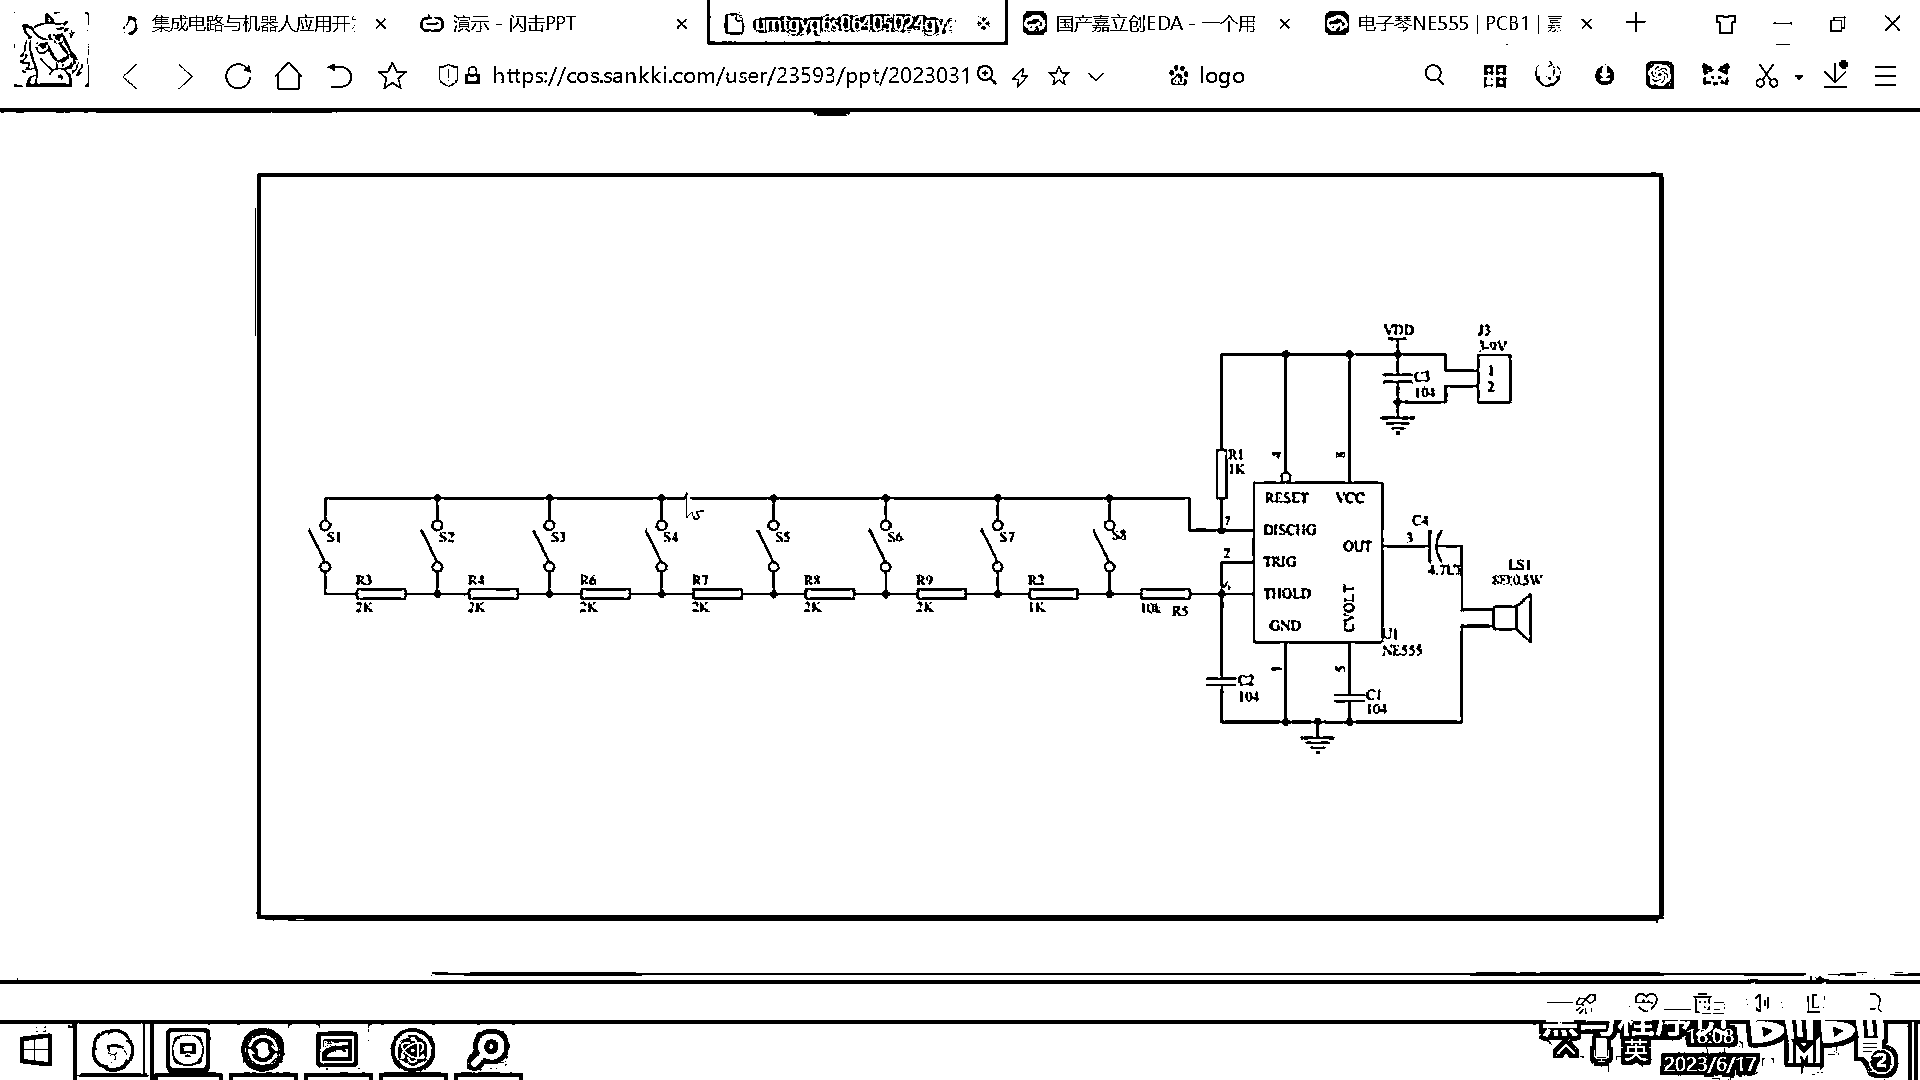 集成电路与机器人应用开发
演示 - 闪击PPT
国产嘉立创EDA - 一个用
电子琴NE555 | PCB1 | 嘉
https://cos.sankki.com/user/23593/ppt/2023031
logo
VDD
J3
3-9V
1
2
C3
104
R1
1K
4
8
RESET
VCC
S1
S2
S3
S4
S5
S6
S7
S8
7
DISCHG
2
TRIG
OUT
3
C4
LS1
8Ω0.5W
R3
R4
R6
R7
R8
R9
R2
6
THOLD
2K
2K
2K
2K
2K
2K
1K
10k
R5
GND
CVOLT
U1
NE555
1
5
C2
104
C1
104
英
18:08
2023/6/17
2